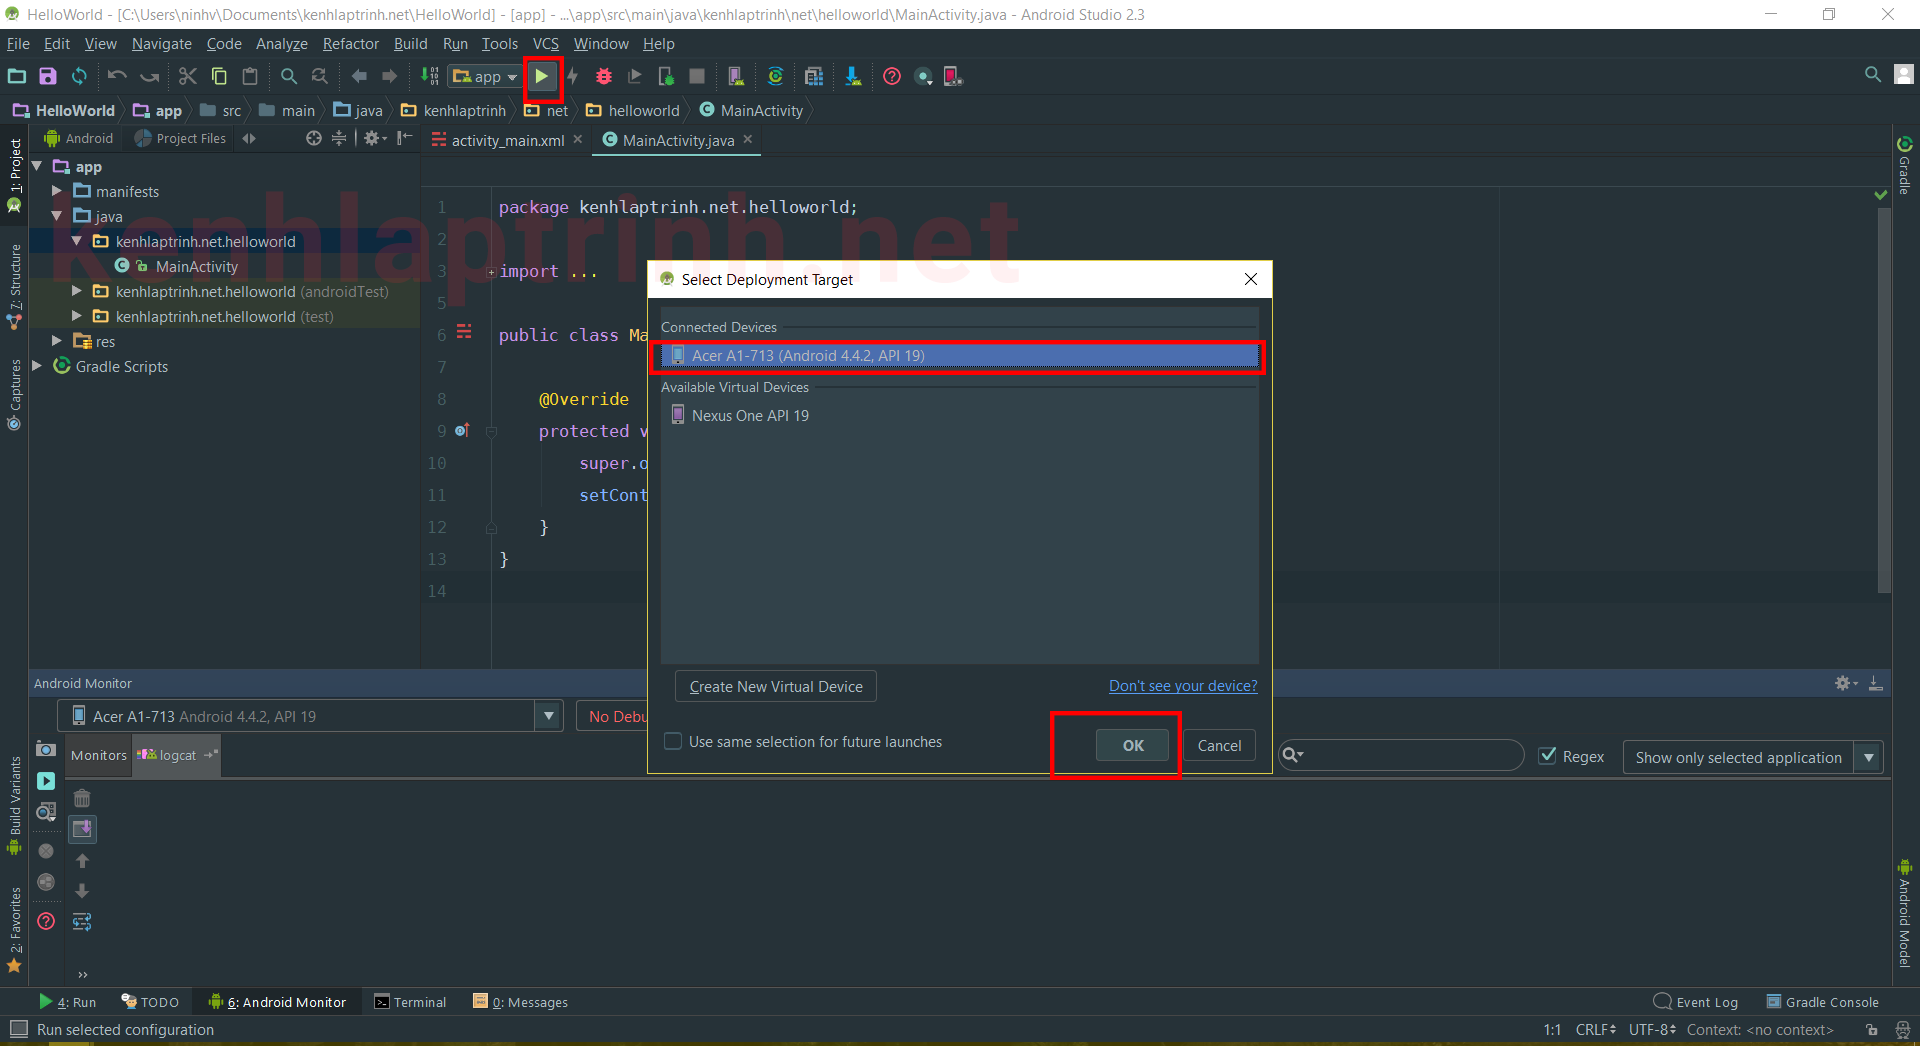 HelloWorld - [C:\Users\ninhv\Documents\kenhlaptrinh.net\HelloWorld] - [app] - ...\app\src\main\java\kenhlaptrinh\net\helloworld\MainActivity.java - Android Studio 2.3
File Edit View Navigate Code Analyze Refactor Build Run Tools VCS Window Help
app
HelloWorld app src main java kenhlaptrinh net helloworld MainActivity
Android Project Files
activity_main.xml MainActivity.java
1: Project
7: Structure
Captures
Build Variants
2: Favorites
app
manifests
java
kenhlaptrinh.net.helloworld
MainActivity
kenhlaptrinh.net.helloworld (androidTest)
kenhlaptrinh.net.helloworld (test)
res
Gradle Scripts
kenhlaptrinh.net
1 package kenhlaptrinh.net.helloworld;
2
3 import ...
5
6 public class Ma
7
8 @Override
9 protected v
10 super.o
11 setCont
12 }
13 }
14
Select Deployment Target
Connected Devices
Acer A1-713 (Android 4.4.2, API 19)
Available Virtual Devices
Nexus One API 19
Create New Virtual Device
Don't see your device?
Use same selection for future launches
OK
Cancel
Gradle
Android Model
Android Monitor
Acer A1-713 Android 4.4.2, API 19
No Debu
Monitors logcat
Regex
Show only selected application
4: Run TODO 6: Android Monitor Terminal 0: Messages
Event Log Gradle Console
Run selected configuration
1:1 CRLF UTF-8 Context: <no context>